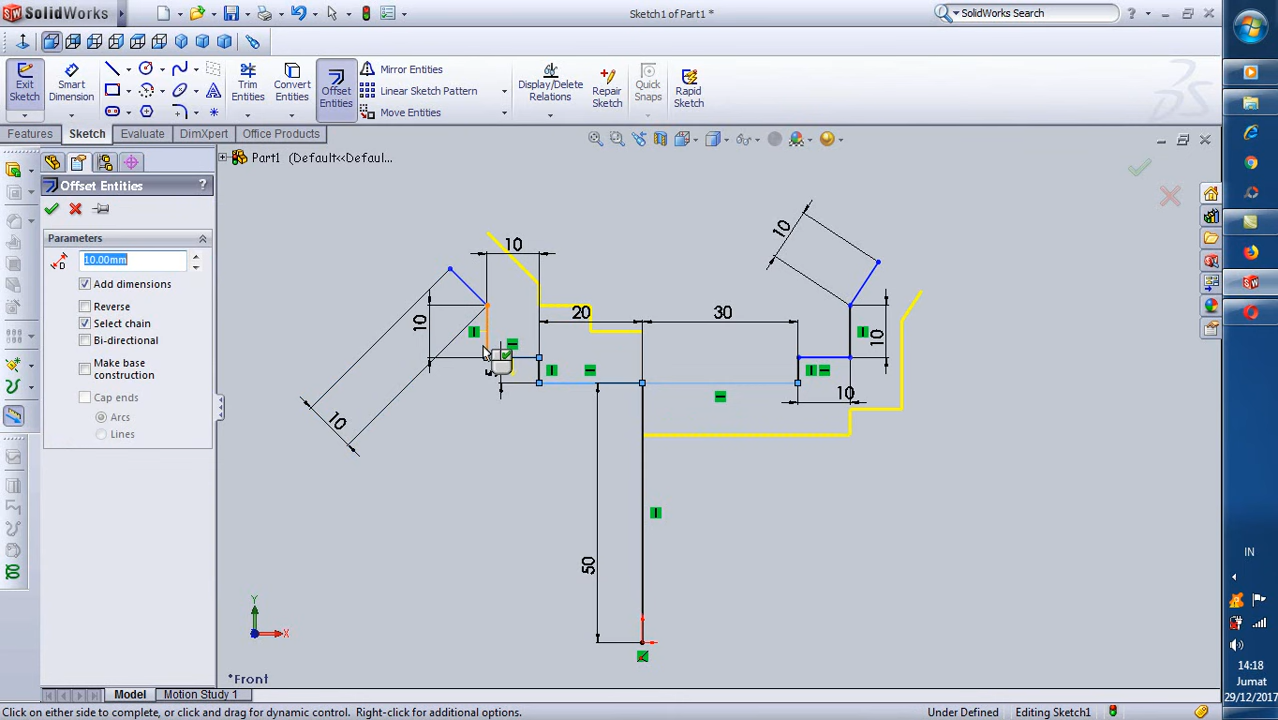 SOLIDWORKS
Sketch1 of Part1 *
SolidWorks Search
?
Exit
Sketch
Smart
Dimension
Trim
Entities
Convert
Entities
Offset
Entities
Mirror Entities
Linear Sketch Pattern
Move Entities
Display/Delete
Relations
Repair
Sketch
Quick
Snaps
Rapid
Sketch
Features
Sketch
Evaluate
DimXpert
Office Products
Part1 (Default<<Defaul...
Offset Entities
?
Parameters
10.00mm
Add dimensions
Reverse
Select chain
Bi-directional
Make base
construction
Cap ends
Arcs
Lines
10
10
10
20
30
10
10
10
50
Y
X
*Front
Model
Motion Study 1
Click on either side to complete, or click and drag for dynamic control. Right-click for additional options.
Under Defined
Editing Sketch1
IN
14:18
Jumat
29/12/2017